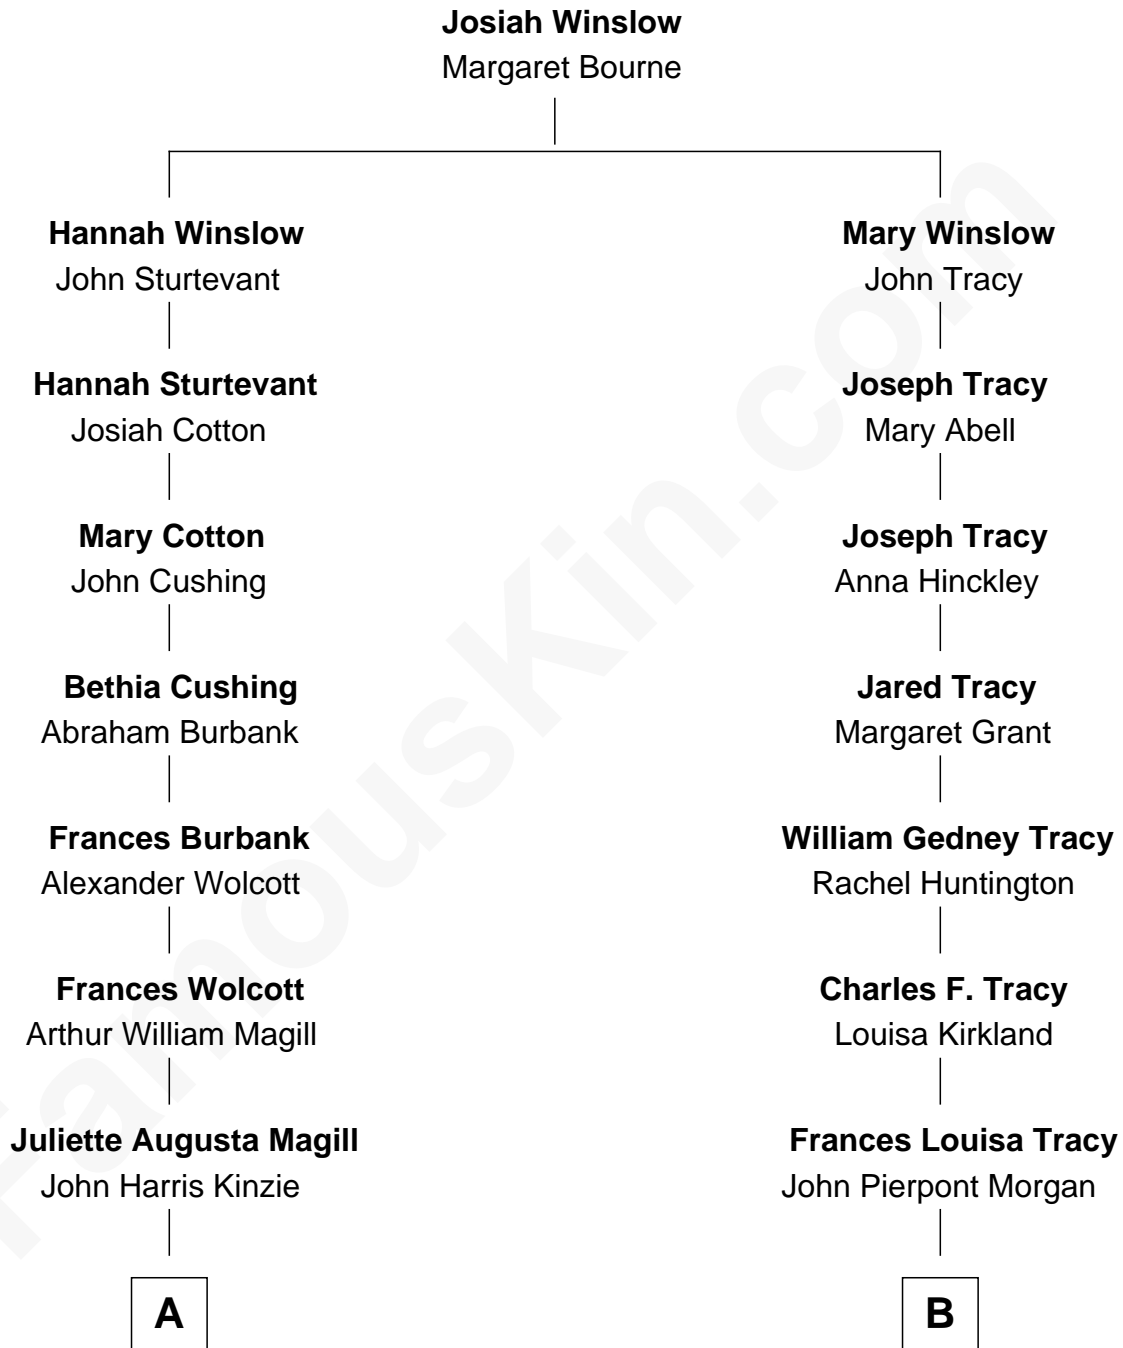 Josiah Winslow
Margaret Bourne
Hannah Winslow
John Sturtevant
Mary Winslow
John Tracy
Hannah Sturtevant
Josiah Cotton
Joseph Tracy
Mary Abell
Mary Cotton
John Cushing
Joseph Tracy
Anna Hinckley
Bethia Cushing
Abraham Burbank
Jared Tracy
Margaret Grant
Frances Burbank
Alexander Wolcott
William Gedney Tracy
Rachel Huntington
Frances Wolcott
Arthur William Magill
Charles F. Tracy
Louisa Kirkland
Juliette Augusta Magill
John Harris Kinzie
Frances Louisa Tracy
John Pierpont Morgan
A
B
FamousKin.com